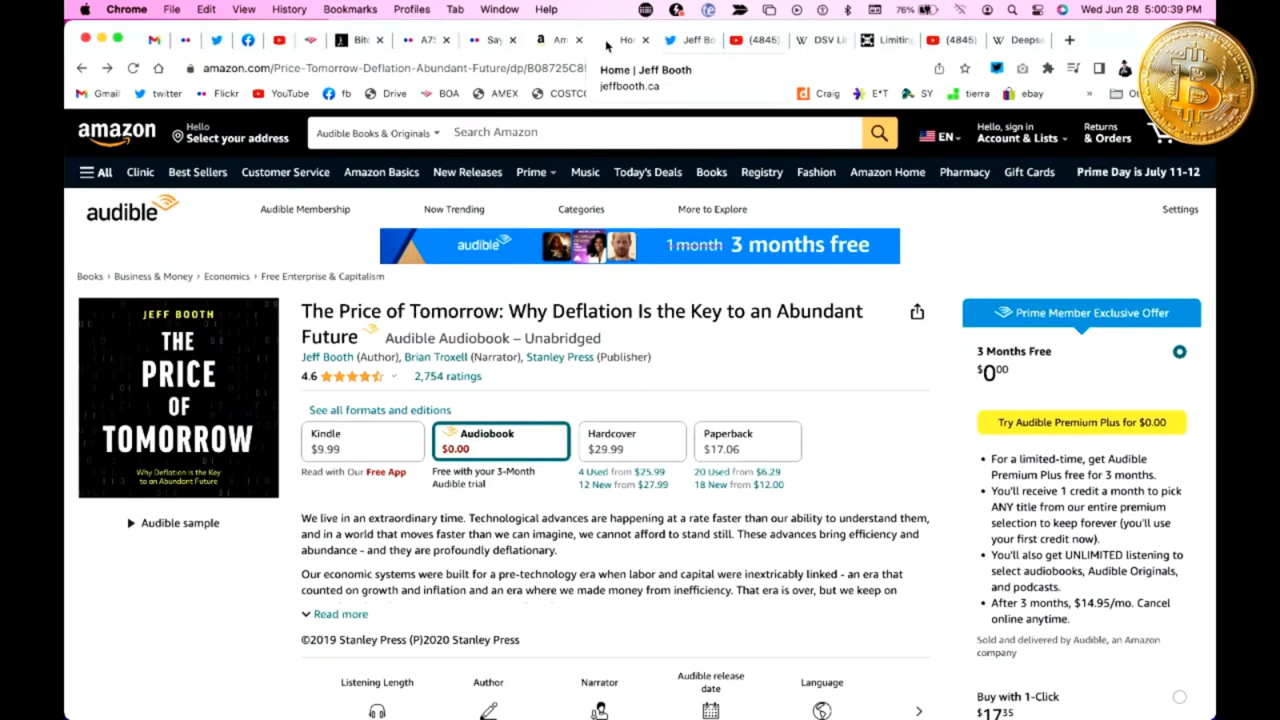 Chrome File Edit View History Bookmarks Profiles Tab Window Help 76% Wed Jun 28 5:00:39 PM
Bitc A7S Say Am Ho Jeff Bo (4845) DSV Lir Limiting (4845) Deepse
amazon.com/Price-Tomorrow-Deflation-Abundant-Future/dp/B08725C8
Home | Jeff Booth
jeffbooth.ca
Gmail twitter Flickr YouTube fb Drive BOA AMEX COSTCO Craig E*T SY tierra ebay
amazon
Hello
Select your address
Audible Books & Originals
Search Amazon
EN
Hello, sign in
Account & Lists
Returns
& Orders
All Clinic Best Sellers Customer Service Amazon Basics New Releases Prime Music Today's Deals Books Registry Fashion Amazon Home Pharmacy Gift Cards Prime Day is July 11-12
audible Audible Membership Now Trending Categories More to Explore Settings
audible 1 month 3 months free
Books › Business & Money › Economics › Free Enterprise & Capitalism
JEFF BOOTH
THE
PRICE
OF
TOMORROW
Why Deflation is the Key
to an Abundant Future
Audible sample
The Price of Tomorrow: Why Deflation Is the Key to an Abundant
Future Audible Audiobook – Unabridged
Jeff Booth (Author), Brian Troxell (Narrator), Stanley Press (Publisher)
4.6 2,754 ratings
See all formats and editions
Kindle
$9.99
Read with Our Free App
Audiobook
$0.00
Free with your 3-Month
Audible trial
Hardcover
$29.99
4 Used from $25.99
12 New from $27.99
Paperback
$17.06
20 Used from $6.29
18 New from $12.00
We live in an extraordinary time. Technological advances are happening at a rate faster than our ability to understand them,
and in a world that moves faster than we can imagine, we cannot afford to stand still. These advances bring efficiency and
abundance - and they are profoundly deflationary.
Our economic systems were built for a pre-technology era when labor and capital were inextricably linked - an era that
counted on growth and inflation and an era where we made money from inefficiency. That era is over, but we keep on
Read more
©2019 Stanley Press (P)2020 Stanley Press
Listening Length
Author
Narrator
Audible release
date
Language
Prime Member Exclusive Offer
3 Months Free
$0⁰⁰
Try Audible Premium Plus for $0.00
• For a limited-time, get Audible
Premium Plus free for 3 months.
• You'll receive 1 credit a month to pick
ANY title from our entire premium
selection to keep forever (you'll use
your first credit now).
• You'll also get UNLIMITED listening to
select audiobooks, Audible Originals,
and podcasts.
• After 3 months, $14.95/mo. Cancel
online anytime.
Sold and delivered by Audible, an Amazon
company
Buy with 1-Click
$17³⁵